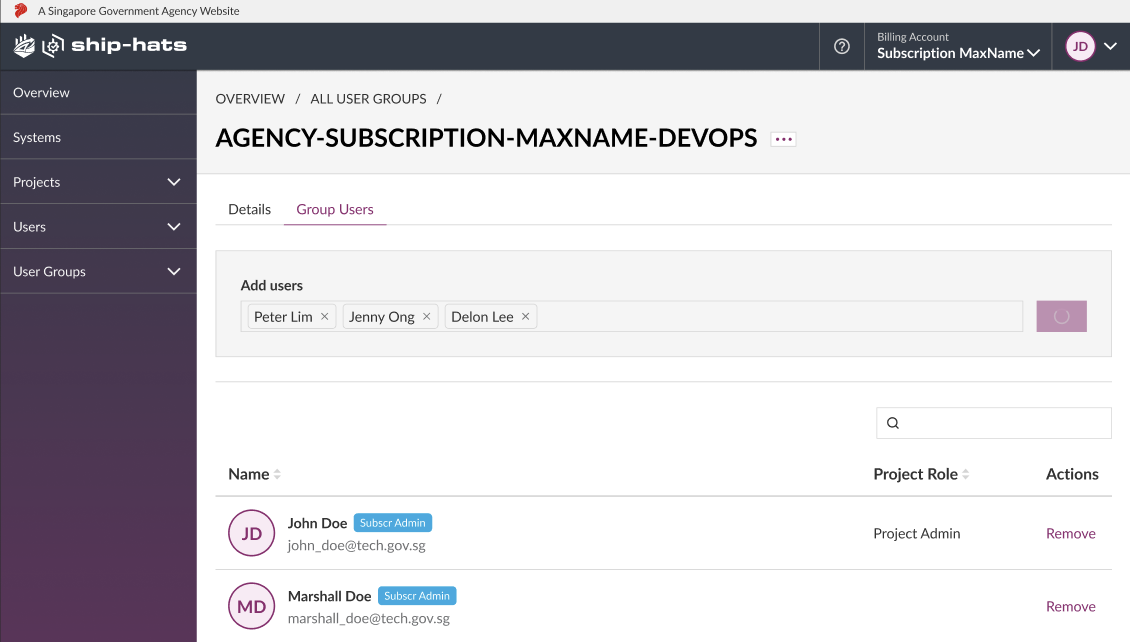 A Singapore Government Agency Website
ship-hats
Billing Account
Subscription MaxName
JD
Overview
Systems
Projects
Users
User Groups
OVERVIEW / ALL USER GROUPS /
AGENCY-SUBSCRIPTION-MAXNAME-DEVOPS
Details Group Users
Add users
Peter Lim × Jenny Ong × Delon Lee ×
Name Project Role Actions
JD
John Doe Subscr Admin
john_doe@tech.gov.sg
Project Admin
Remove
MD
Marshall Doe Subscr Admin
marshall_doe@tech.gov.sg
Remove